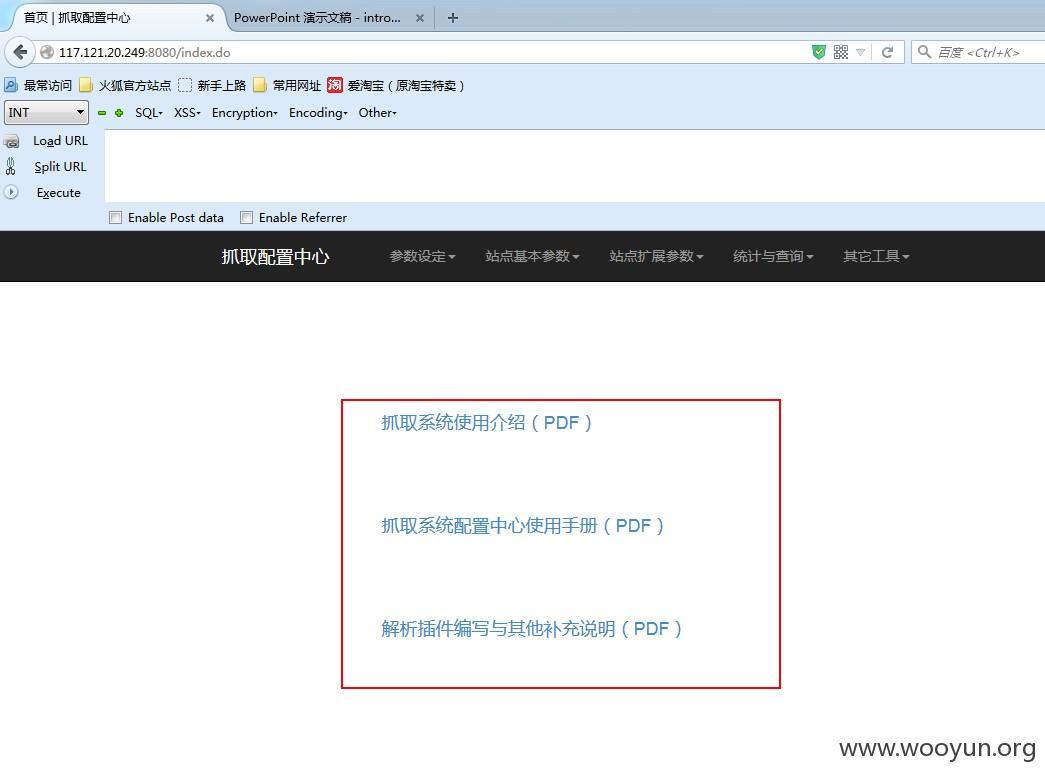 首页 | 抓取配置中心 PowerPoint 演示文稿 - intro...
117.121.20.249:8080/index.do 百度 <Ctrl+K>
最常访问 火狐官方站点 新手上路 常用网址 淘 爱淘宝（原淘宝特卖）
INT SQL- XSS- Encryption- Encoding- Other-
Load URL
Split URL
Execute
Enable Post data Enable Referrer
抓取配置中心 参数设定 站点基本参数 站点扩展参数 统计与查询 其它工具
抓取系统使用介绍（PDF）
抓取系统配置中心使用手册（PDF）
解析插件编写与其他补充说明（PDF）
www.wooyun.org